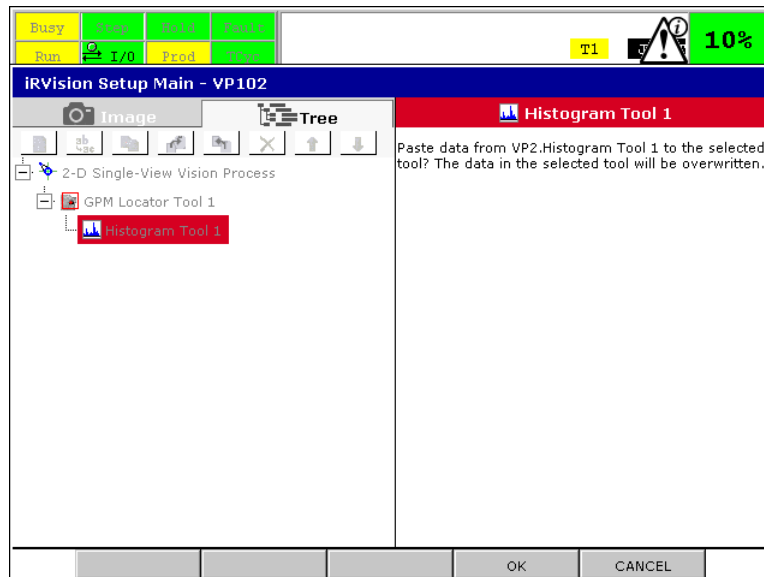 Busy Step Hold Fault
Run I/O Prod TCyc
T1
10%
iRVision Setup Main - VP102
Image
Tree
Histogram Tool 1
ab
Paste data from VP2.Histogram Tool 1 to the selected
tool? The data in the selected tool will be overwritten.
2-D Single-View Vision Process
GPM Locator Tool 1
Histogram Tool 1
OK
CANCEL